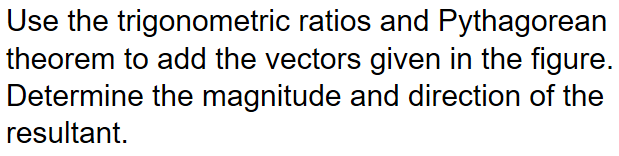 Use the trigonometric ratios and Pythagorean
theorem to add the vectors given in the figure.
Determine the magnitude and direction of the
resultant.